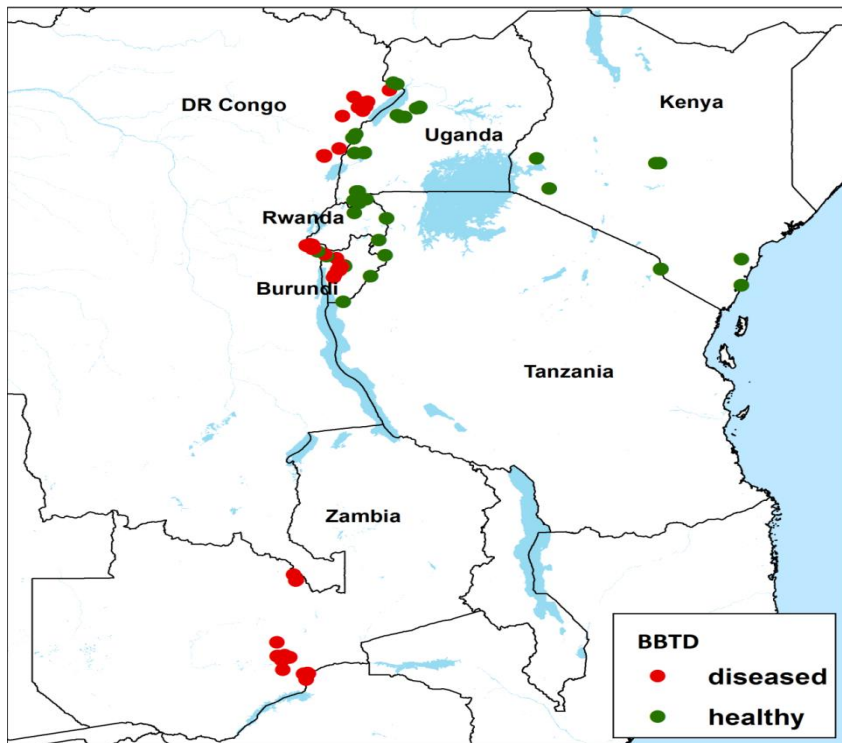 DR Congo
Kenya
Uganda
Rwanda
Burundi
Tanzania
Zambia
BBTD
diseased
healthy